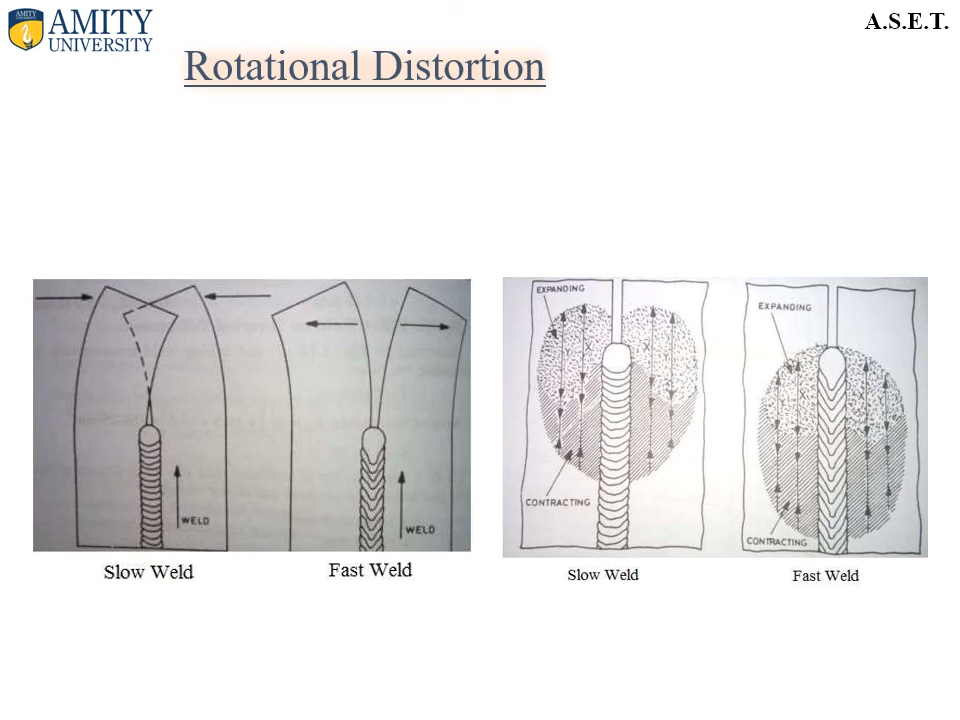 AMITY
UNIVERSITY
A.S.E.T.
Rotational Distortion
WELD
WELD
Slow Weld
Fast Weld
EXPANDING
EXPANDING
CONTRACTING
CONTRACTING
Slow Weld
Fast Weld